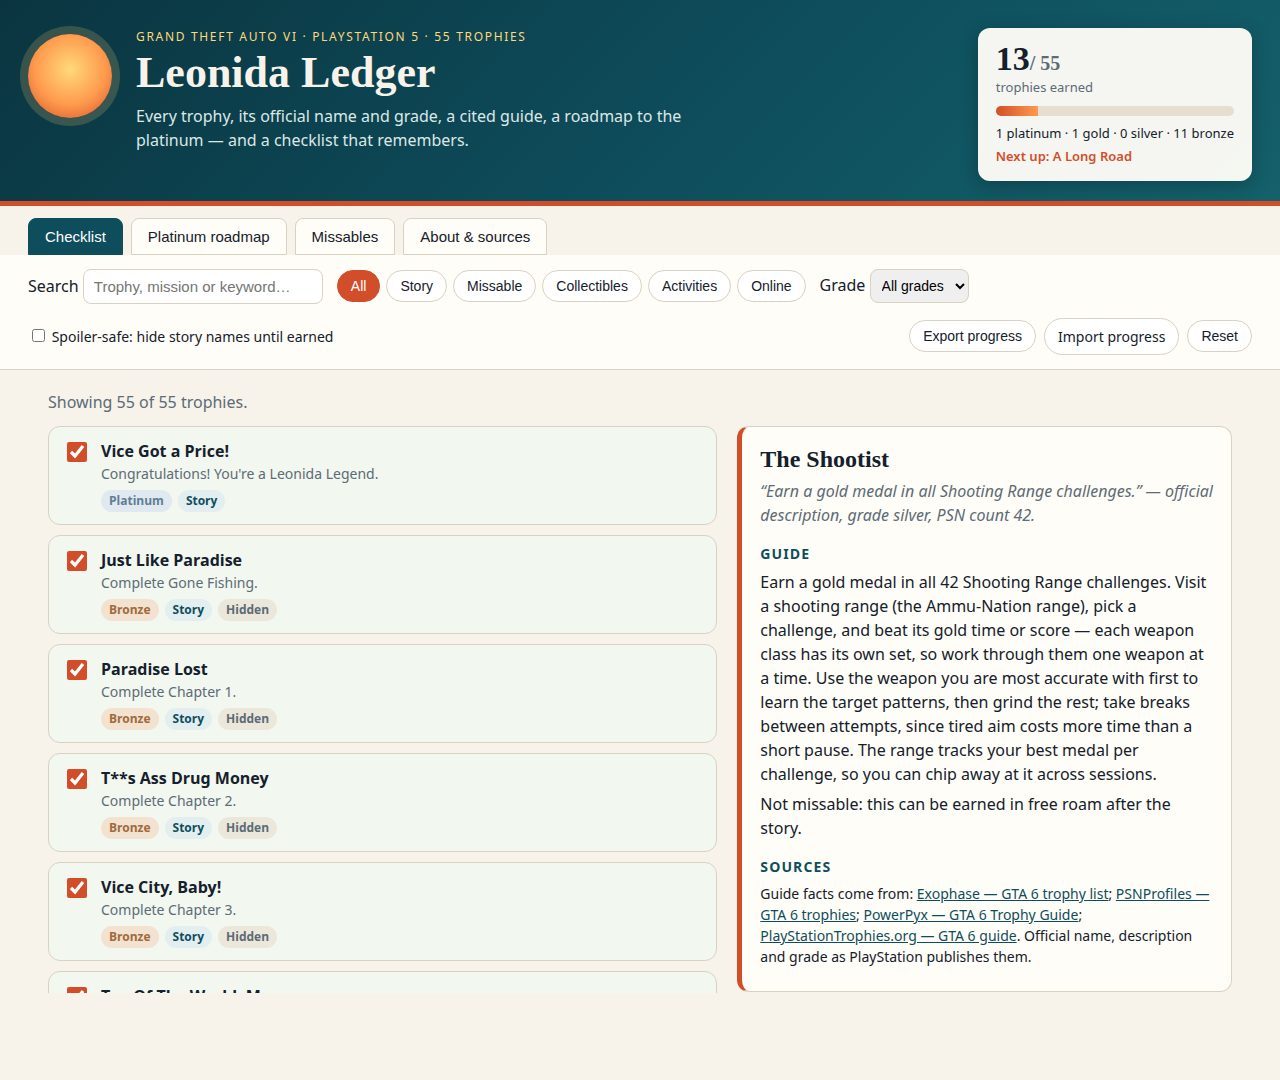 GRAND THEFT AUTO VI · PLAYSTATION 5 · 55 TROPHIES
Leonida Ledger
Every trophy, its official name and grade, a cited guide, a roadmap to the
platinum — and a checklist that remembers.
13/ 55
trophies earned
1 platinum · 1 gold · 0 silver · 11 bronze
Next up: A Long Road
Checklist
Platinum roadmap
Missables
About & sources
Search
Trophy, mission or keyword…
All
Story
Missable
Collectibles
Activities
Online
Grade
All grades
Spoiler-safe: hide story names until earned
Export progress
Import progress
Reset
Showing 55 of 55 trophies.
Vice Got a Price!
Congratulations! You're a Leonida Legend.
Platinum Story
Just Like Paradise
Complete Gone Fishing.
Bronze Story Hidden
Paradise Lost
Complete Chapter 1.
Bronze Story Hidden
T**s Ass Drug Money
Complete Chapter 2.
Bronze Story Hidden
Vice City, Baby!
Complete Chapter 3.
Bronze Story Hidden
The Shootist
“Earn a gold medal in all Shooting Range challenges.” — official
description, grade silver, PSN count 42.
GUIDE
Earn a gold medal in all 42 Shooting Range challenges. Visit
a shooting range (the Ammu-Nation range), pick a
challenge, and beat its gold time or score — each weapon
class has its own set, so work through them one weapon at
a time. Use the weapon you are most accurate with first to
learn the target patterns, then grind the rest; take breaks
between attempts, since tired aim costs more time than a
short pause. The range tracks your best medal per
challenge, so you can chip away at it across sessions.
Not missable: this can be earned in free roam after the
story.
SOURCES
Guide facts come from: Exophase — GTA 6 trophy list; PSNProfiles —
GTA 6 trophies; PowerPyx — GTA 6 Trophy Guide;
PlayStationTrophies.org — GTA 6 guide. Official name, description
and grade as PlayStation publishes them.